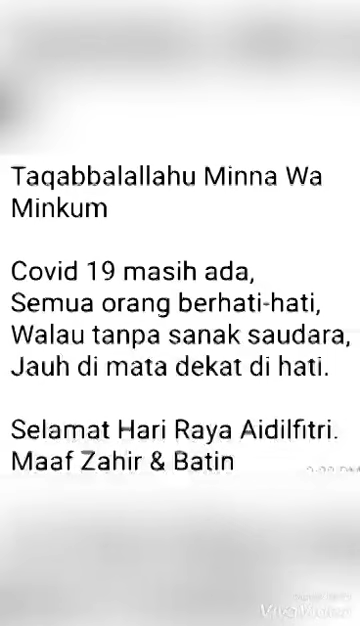 Taqabbalallahu Minna Wa
Minkum
Covid 19 masih ada,
Semua orang berhati-hati,
Walau tanpa sanak saudara,
Jauh di mata dekat di hati.
Selamat Hari Raya Aidilfitri.
Maaf Zahir & Batin